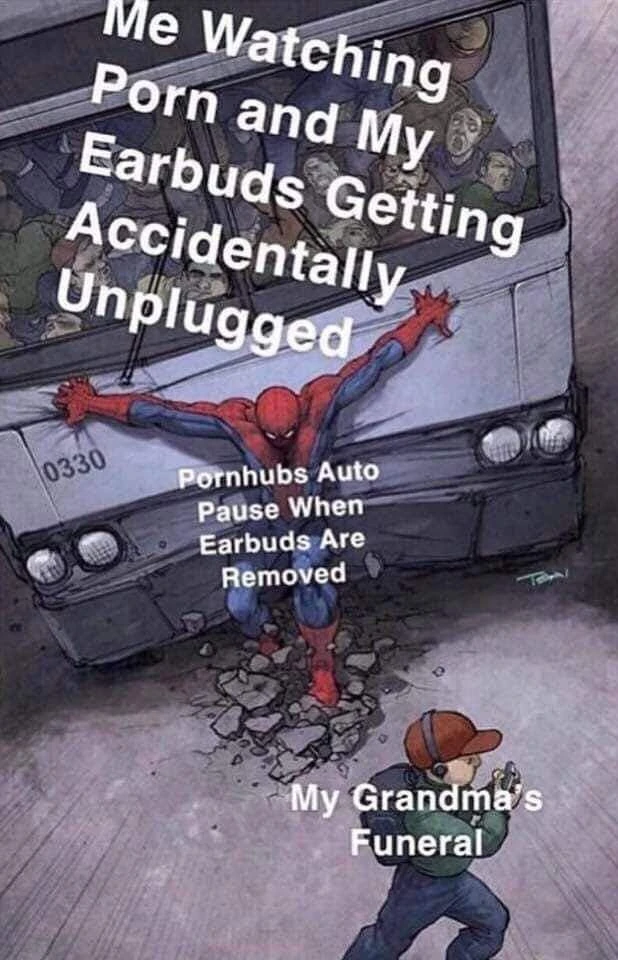 Me Watching
Porn and My
Earbuds Getting
Accidentally
Unplugged
0330
Pornhubs Auto
Pause When
Earbuds Are
Removed
My Grandma's
Funeral